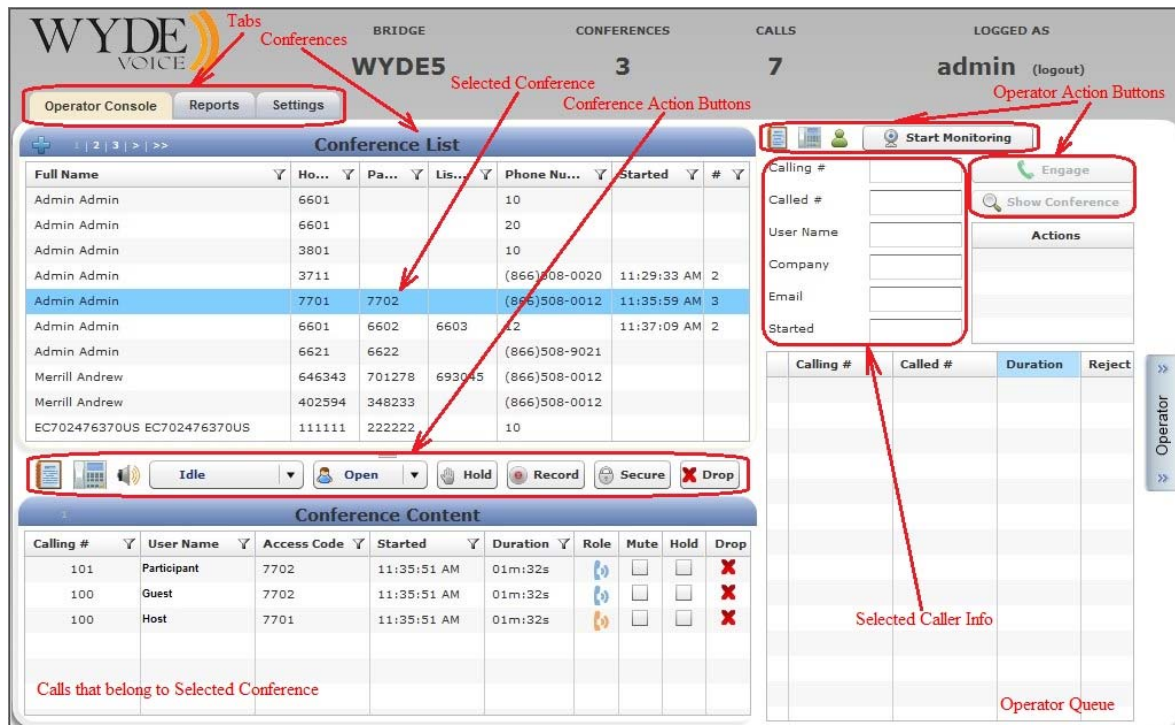 WYDE
VOICE
Tabs
Conferences
BRIDGE
CONFERENCES
CALLS
LOGGED AS
WYDE5
3
7
admin (logout)
Selected Conference
Conference Action Buttons
Operator Action Buttons
Operator Console Reports Settings
1 | 2 | 3 | > | >> Conference List
Start Monitoring
Full Name Ho... Pa... Lis... Phone Nu... Started #
Admin Admin 6601 10
Admin Admin 6601 20
Admin Admin 3801 10
Admin Admin 3711 (866)508-0020 11:29:33 AM 2
Admin Admin 7701 7702 (866)508-0012 11:35:59 AM 3
Admin Admin 6601 6602 6603 12 11:37:09 AM 2
Admin Admin 6621 6622 (866)508-9021
Merrill Andrew 646343 701278 693045 (866)508-0012
Merrill Andrew 402594 348233 (866)508-0012
EC702476370US EC702476370US 111111 222222 10
Calling #
Called #
User Name
Company
Email
Started
Engage
Show Conference
Actions
Calling # Called # Duration Reject
>> Operator >>
Idle Open Hold Record Secure Drop
1 Conference Content
Calling # User Name Access Code Started Duration Role Mute Hold Drop
101 Participant 7702 11:35:51 AM 01m:32s
100 Guest 7702 11:35:51 AM 01m:32s
100 Host 7701 11:35:51 AM 01m:32s
Selected Caller Info
Calls that belong to Selected Conference
Operator Queue